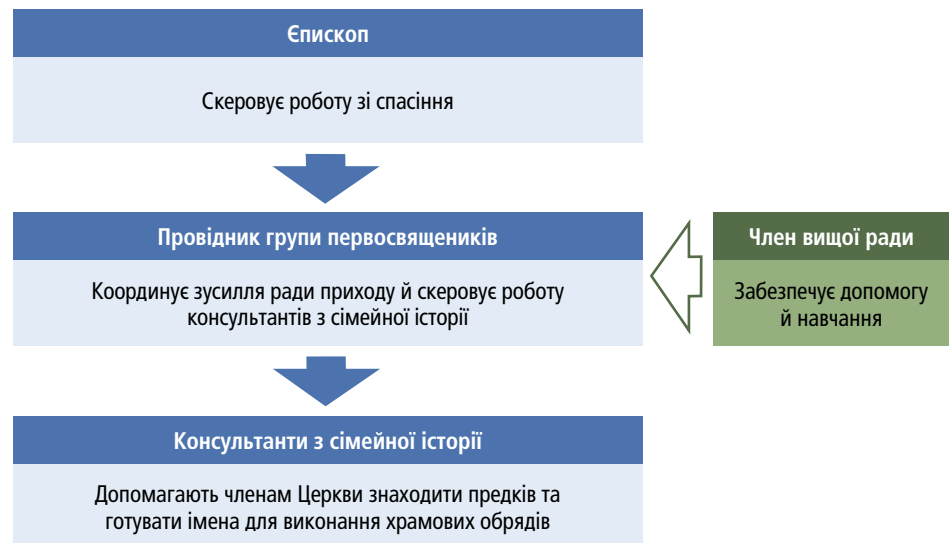 Єпископ
Скеровує роботу зі спасіння
Провідник групи первосвящеників
Координує зусилля ради приходу й скеровує роботу
консультантів з сімейної історії
Член вищої ради
Забезпечує допомогу
й навчання
Консультанти з сімейної історії
Допомагають членам Церкви знаходити предків та
готувати імена для виконання храмових обрядів